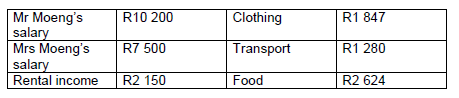 Mr Moeng's salary R10 200 Clothing R1 847
Mrs Moeng's salary R7 500 Transport R1 280
Rental income R2 150 Food R2 624